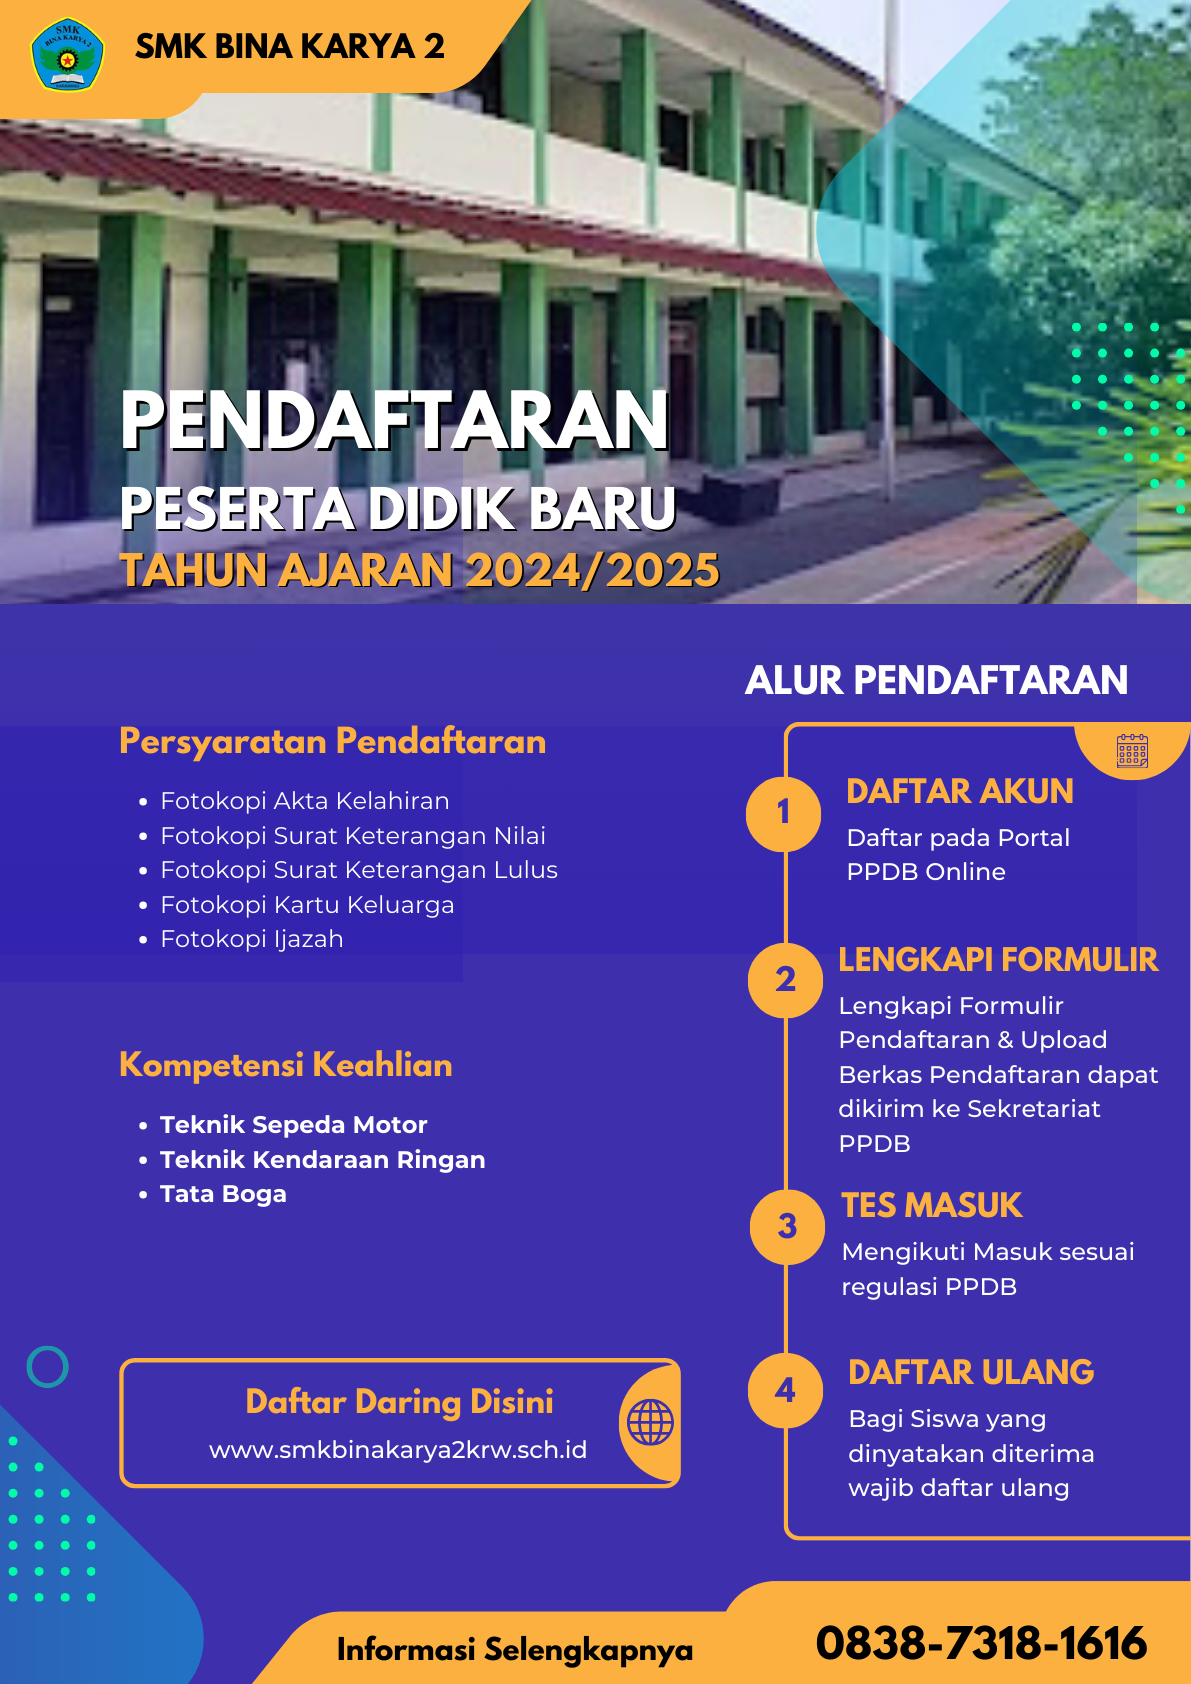 SMK
BINA KARYA 2
SMK BINA KARYA 2
PENDAFTARAN
PESERTA DIDIK BARU
TAHUN AJARAN 2024/2025
Persyaratan Pendaftaran
• Fotokopi Akta Kelahiran
• Fotokopi Surat Keterangan Nilai
• Fotokopi Surat Keterangan Lulus
• Fotokopi Kartu Keluarga
• Fotokopi Ijazah
Kompetensi Keahlian
• Teknik Sepeda Motor
• Teknik Kendaraan Ringan
• Tata Boga
Daftar Daring Disini
www.smkbinakarya2krw.sch.id
ALUR PENDAFTARAN
1
DAFTAR AKUN
Daftar pada Portal
PPDB Online
2
LENGKAPI FORMULIR
Lengkapi Formulir
Pendaftaran & Upload
Berkas Pendaftaran dapat
dikirim ke Sekretariat
PPDB
3
TES MASUK
Mengikuti Masuk sesuai
regulasi PPDB
4
DAFTAR ULANG
Bagi Siswa yang
dinyatakan diterima
wajib daftar ulang
Informasi Selengkapnya
0838-7318-1616